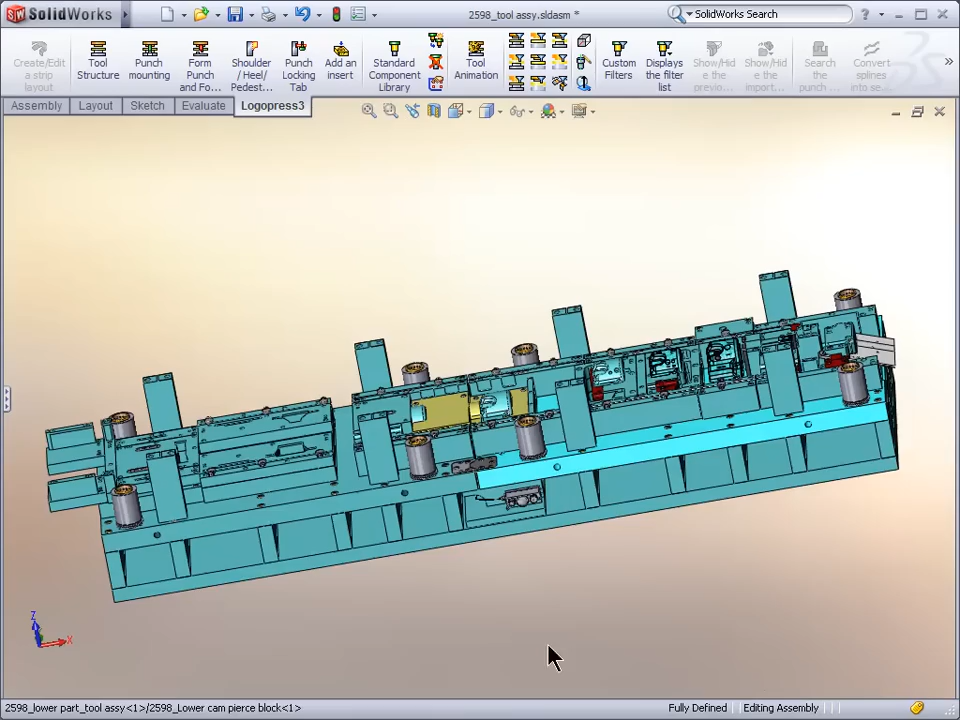 SolidWorks
2598_tool assy.sldasm *
SolidWorks Search
?
Create/Edit
a strip
layout
Tool
Structure
Punch
mounting
Form
Punch
and Fo...
Shoulder
/ Heel/
Pedest...
Punch
Locking
Tab
Add an
insert
Standard
Component
Library
Tool
Animation
Custom
Filters
Displays
the filter
list
Show/Hid
e the
previo...
Show/Hid
e the
import...
Search
the
punch ...
Convert
splines
into se...
»
Assembly
Layout
Sketch
Evaluate
Logopress3
Z
X
2598_lower part_tool assy<1>/2598_Lower cam pierce block<1>
Fully Defined
Editing Assembly